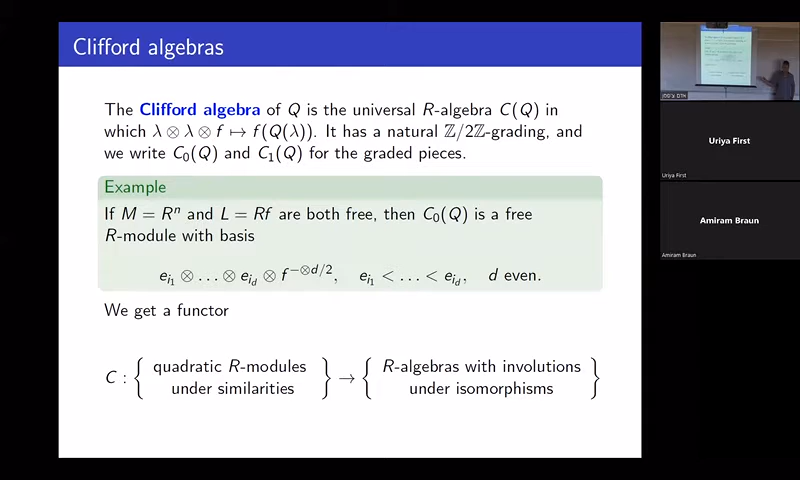 Clifford algebras
The Clifford algebra of Q is the universal R-algebra C(Q) in
which λ ⊗ λ ⊗ f ↦ f(Q(λ)). It has a natural ℤ/2ℤ-grading, and
we write C₀(Q) and C₁(Q) for the graded pieces.
Example
If M = Rⁿ and L = Rf are both free, then C₀(Q) is a free
R-module with basis
e_{i_1} ⊗ … ⊗ e_{i_d} ⊗ f^{−⊗d/2}, e_{i_1} < … < e_{i_d}, d even.
We get a functor
C : { quadratic R-modules under similarities } → { R-algebras with involutions under isomorphisms }
Uriya First
Uriya First
Amiram Braun
Amiram Braun